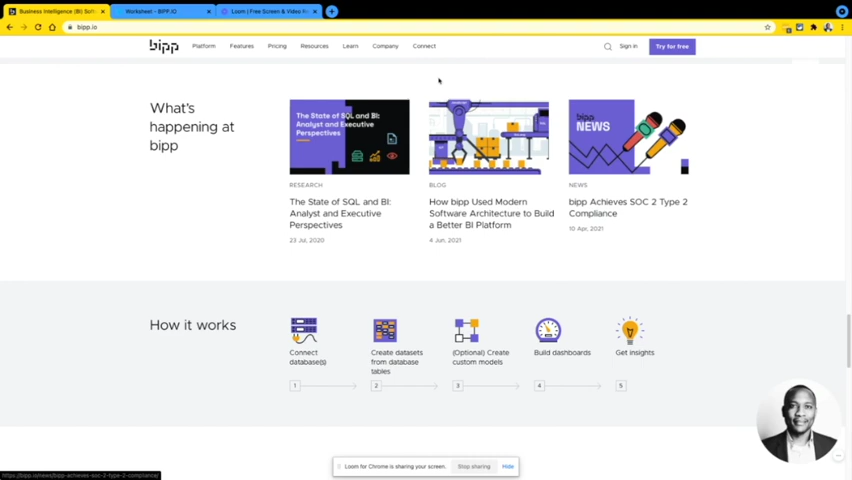 Business Intelligence (BI) Soft
Worksheet - BIPP.IO
Loom | Free Screen & Video Re
bipp.io
bipp
Platform
Features
Pricing
Resources
Learn
Company
Connect
Sign in
Try for free
What's
happening at
bipp
The State of SQL and BI:
Analyst and Executive
Perspectives
bipp
NEWS
RESEARCH
BLOG
NEWS
The State of SQL and BI:
Analyst and Executive
Perspectives
How bipp Used Modern
Software Architecture to Build
a Better BI Platform
bipp Achieves SOC 2 Type 2
Compliance
23 Jul, 2020
4 Jun, 2021
10 Apr, 2021
How it works
Connect
database(s)
Create datasets
from database
tables
(Optional) Create
custom models
Build dashboards
Get insights
1
2
3
4
5
Loom for Chrome is sharing your screen.
Stop sharing
Hide
https://bipp.io/news/bipp-achieves-soc-2-type-2-compliance/